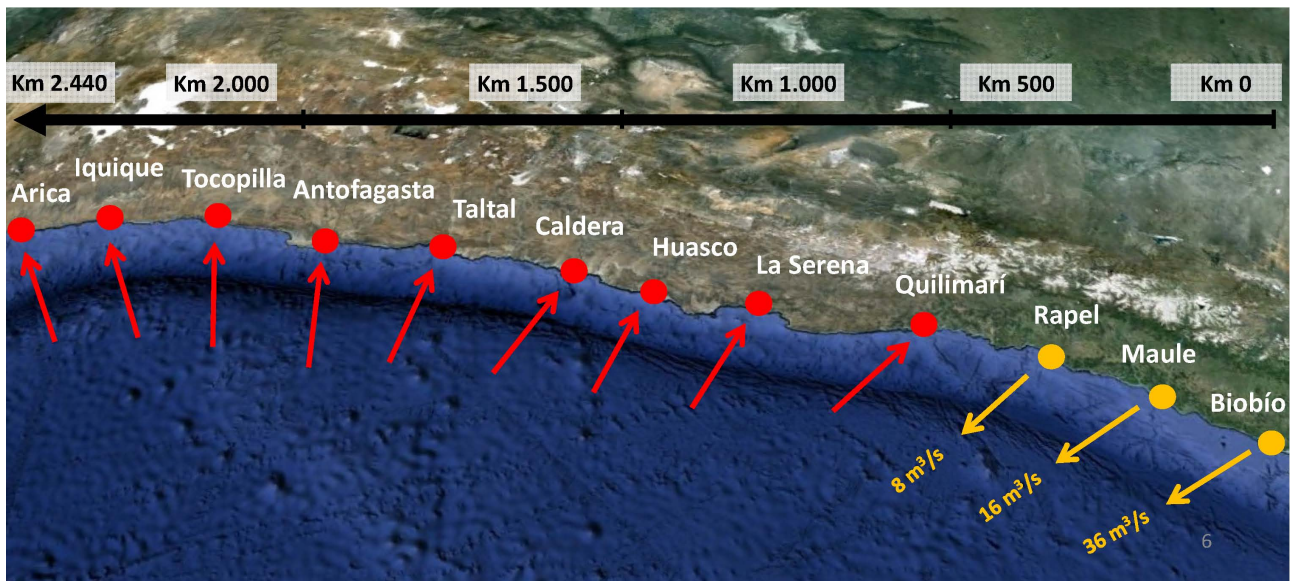 Km 2.440
Km 2.000
Km 1.500
Km 1.000
Km 500
Km 0
Arica
Iquique
Tocopilla
Antofagasta
Taltal
Caldera
Huasco
La Serena
Quilimarí
Rapel
Maule
Biobío
8 m³/s
16 m³/s
36 m³/s
6